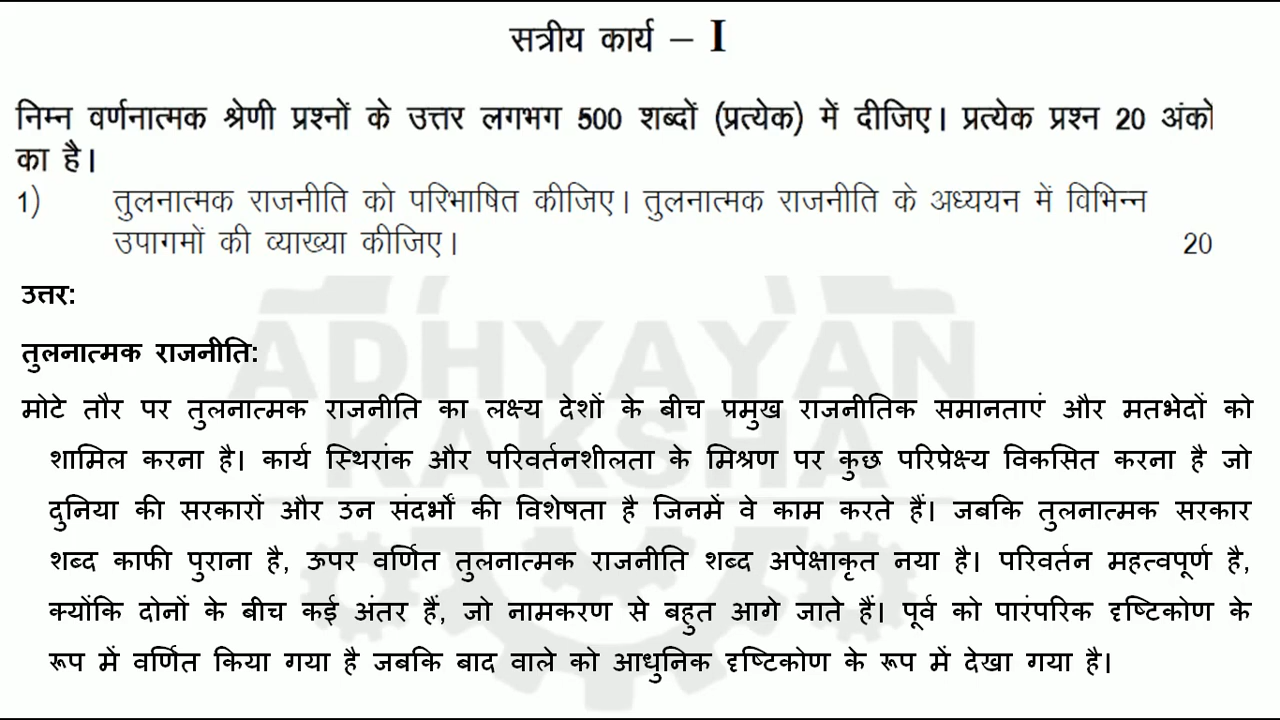 सत्रीय कार्य – I
निम्न वर्णनात्मक श्रेणी प्रश्नों के उत्तर लगभग 500 शब्दों (प्रत्येक) में दीजिए। प्रत्येक प्रश्न 20 अंको
का है।
1) तुलनात्मक राजनीति को परिभाषित कीजिए। तुलनात्मक राजनीति के अध्ययन में विभिन्न
उपागमों की व्याख्या कीजिए। 20
उत्तर:
ADHYAYAN
KAKSHA
तुलनात्मक राजनीति:
मोटे तौर पर तुलनात्मक राजनीति का लक्ष्य देशों के बीच प्रमुख राजनीतिक समानताएं और मतभेदों को
शामिल करना है। कार्य स्थिरांक और परिवर्तनशीलता के मिश्रण पर कुछ परिप्रेक्ष्य विकसित करना है जो
दुनिया की सरकारों और उन संदर्भों की विशेषता है जिनमें वे काम करते हैं। जबकि तुलनात्मक सरकार
शब्द काफी पुराना है, ऊपर वर्णित तुलनात्मक राजनीति शब्द अपेक्षाकृत नया है। परिवर्तन महत्वपूर्ण है,
क्योंकि दोनों के बीच कई अंतर हैं, जो नामकरण से बहुत आगे जाते हैं। पूर्व को पारंपरिक दृष्टिकोण के
रूप में वर्णित किया गया है जबकि बाद वाले को आधुनिक दृष्टिकोण के रूप में देखा गया है।